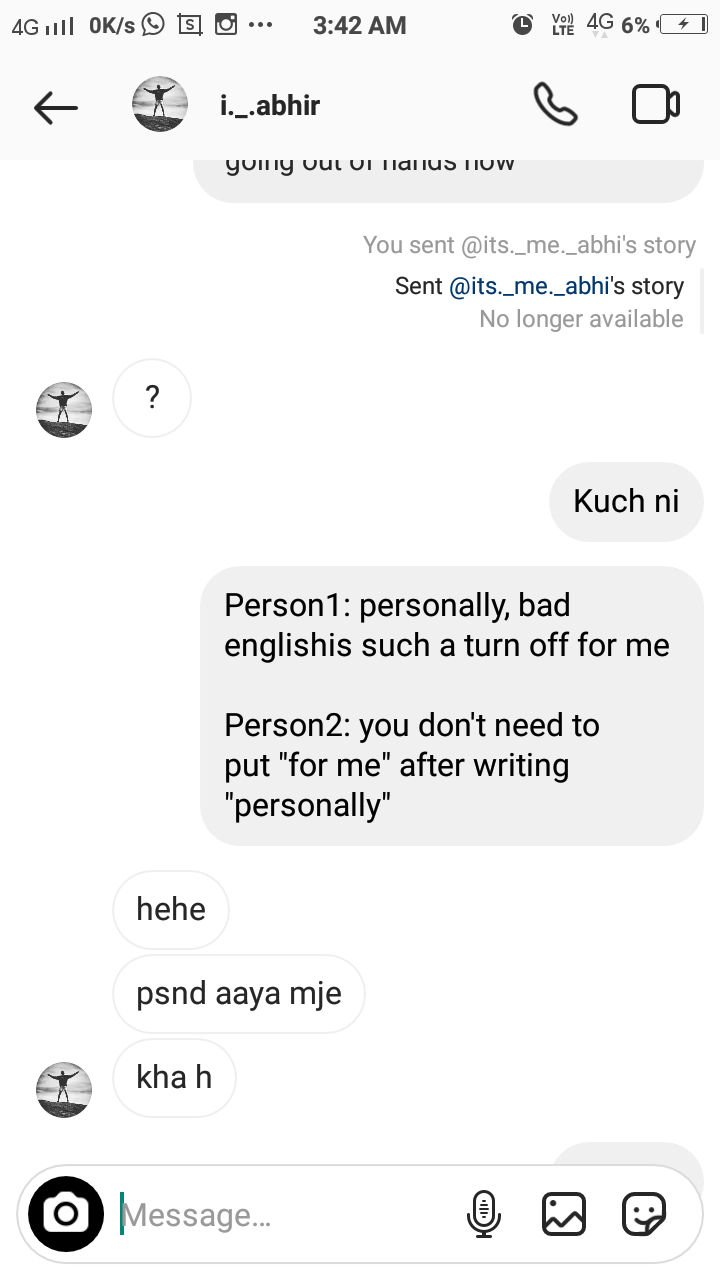 4G 0K/s 3:42 AM Vo)) LTE 4G 6%
i._.abhir
going out of hands now
You sent @its._me._abhi's story
Sent @its._me._abhi's story
No longer available
?
Kuch ni
Person1: personally, bad
englishis such a turn off for me
Person2: you don't need to
put "for me" after writing
"personally"
hehe
psnd aaya mje
kha h
Message...